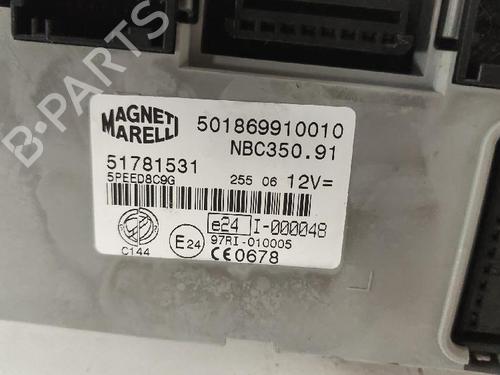 MAGNETI
MARELLI
501869910010
NBC350.91
51781531
5PEED8C9G
255 06 12V=
e24 I-000048
E24
97RI-010005
C144
CE0678
B-PARTS